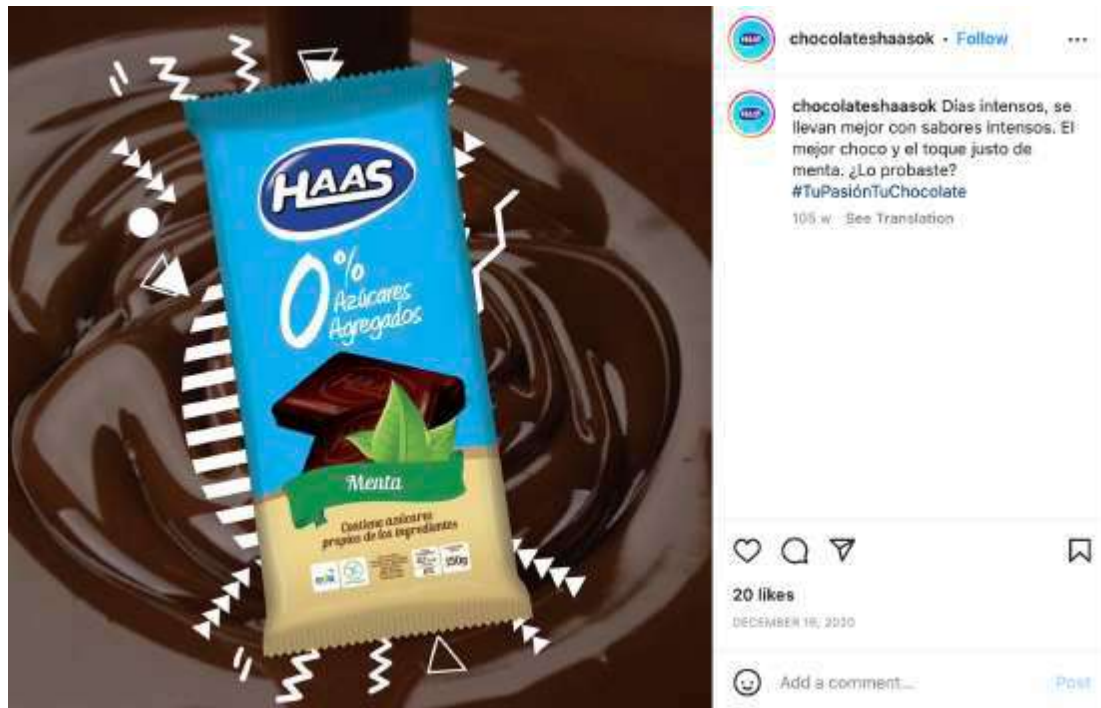 HAAS
0%
Azúcares
Agregados
HAAS
Menta
Contiene azúcares
propios de los ingredientes
150g
chocolateshaasok • Follow
chocolateshaasok Dias intensos, se
llevan mejor con sabores intensos. El
mejor choco y el toque justo de
menta. ¿Lo probaste?
#TuPasiónTuChocolate
105 w See Translation
20 likes
DECEMBER 16, 2020
Add a comment...
Post